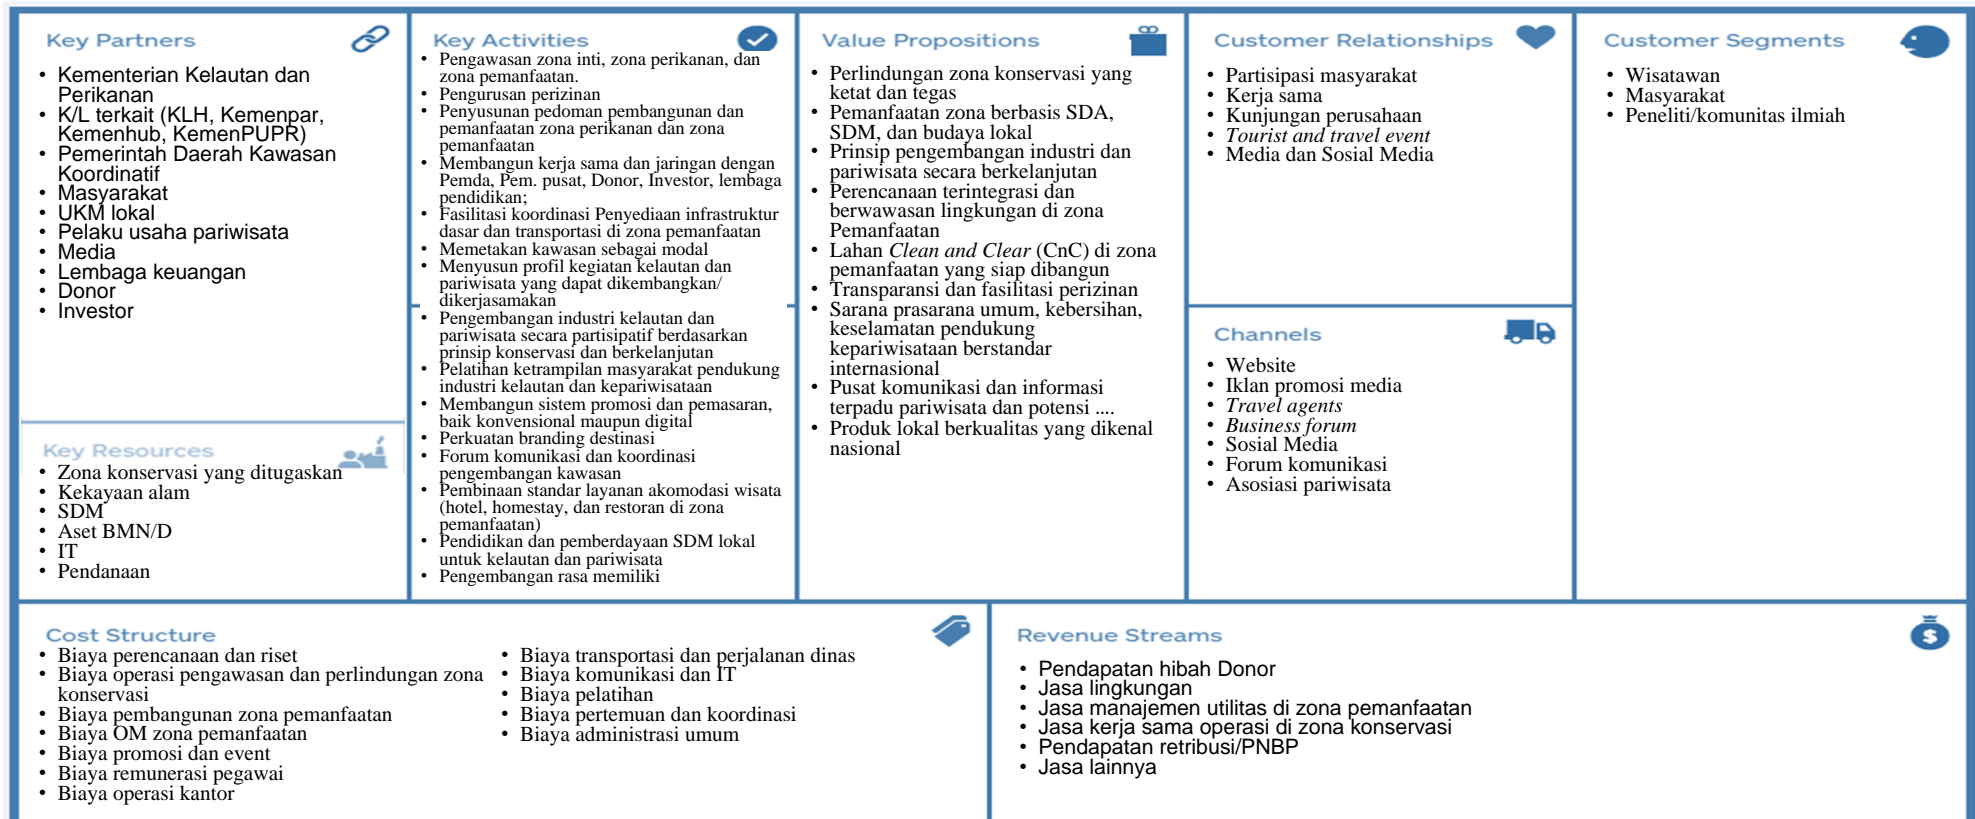 Key Partners
• Kementerian Kelautan dan
Perikanan
• K/L terkait (KLH, Kemenpar,
Kemenhub, KemenPUPR)
• Pemerintah Daerah Kawasan
Koordinatif
• Masyarakat
• UKM lokal
• Pelaku usaha pariwisata
• Media
• Lembaga keuangan
• Donor
• Investor
Key Resources
• Zona konservasi yang ditugaskan
• Kekayaan alam
• SDM
• Aset BMN/D
• IT
• Pendanaan
Key Activities
• Pengawasan zona inti, zona perikanan, dan
zona pemanfaatan.
• Pengurusan perizinan
• Penyusunan pedoman pembangunan dan
pemanfaatan zona perikanan dan zona
pemanfaatan
• Membangun kerja sama dan jaringan dengan
Pemda, Pem. pusat, Donor, Investor, lembaga
pendidikan;
• Fasilitasi koordinasi Penyediaan infrastruktur
dasar dan transportasi di zona pemanfaatan
• Memetakan kawasan sebagai modal
• Menyusun profil kegiatan kelautan dan
pariwisata yang dapat dikembangkan/
dikerjasamakan
• Pengembangan industri kelautan dan
pariwisata secara partisipatif berdasarkan
prinsip konservasi dan berkelanjutan
• Pelatihan ketrampilan masyarakat pendukung
industri kelautan dan kepariwisataan
• Membangun sistem promosi dan pemasaran,
baik konvensional maupun digital
• Perkuatan branding destinasi
• Forum komunikasi dan koordinasi
pengembangan kawasan
• Pembinaan standar layanan akomodasi wisata
(hotel, homestay, dan restoran di zona
pemanfaatan)
• Pendidikan dan pemberdayaan SDM lokal
untuk kelautan dan pariwisata
• Pengembangan rasa memiliki
Value Propositions
• Perlindungan zona konservasi yang
ketat dan tegas
• Pemanfaatan zona berbasis SDA,
SDM, dan budaya lokal
• Prinsip pengembangan industri dan
pariwisata secara berkelanjutan
• Perencanaan terintegrasi dan
berwawasan lingkungan di zona
Pemanfaatan
• Lahan Clean and Clear (CnC) di zona
pemanfaatan yang siap dibangun
• Transparansi dan fasilitasi perizinan
• Sarana prasarana umum, kebersihan,
keselamatan pendukung
kepariwisataan berstandar
internasional
• Pusat komunikasi dan informasi
terpadu pariwisata dan potensi ....
• Produk lokal berkualitas yang dikenal
nasional
Customer Relationships
• Partisipasi masyarakat
• Kerja sama
• Kunjungan perusahaan
• Tourist and travel event
• Media dan Sosial Media
Channels
• Website
• Iklan promosi media
• Travel agents
• Business forum
• Sosial Media
• Forum komunikasi
• Asosiasi pariwisata
Customer Segments
• Wisatawan
• Masyarakat
• Peneliti/komunitas ilmiah
Cost Structure
• Biaya perencanaan dan riset
• Biaya operasi pengawasan dan perlindungan zona
konservasi
• Biaya pembangunan zona pemanfaatan
• Biaya OM zona pemanfaatan
• Biaya promosi dan event
• Biaya remunerasi pegawai
• Biaya operasi kantor
• Biaya transportasi dan perjalanan dinas
• Biaya komunikasi dan IT
• Biaya pelatihan
• Biaya pertemuan dan koordinasi
• Biaya administrasi umum
Revenue Streams
$
• Pendapatan hibah Donor
• Jasa lingkungan
• Jasa manajemen utilitas di zona pemanfaatan
• Jasa kerja sama operasi di zona konservasi
• Pendapatan retribusi/PNBP
• Jasa lainnya